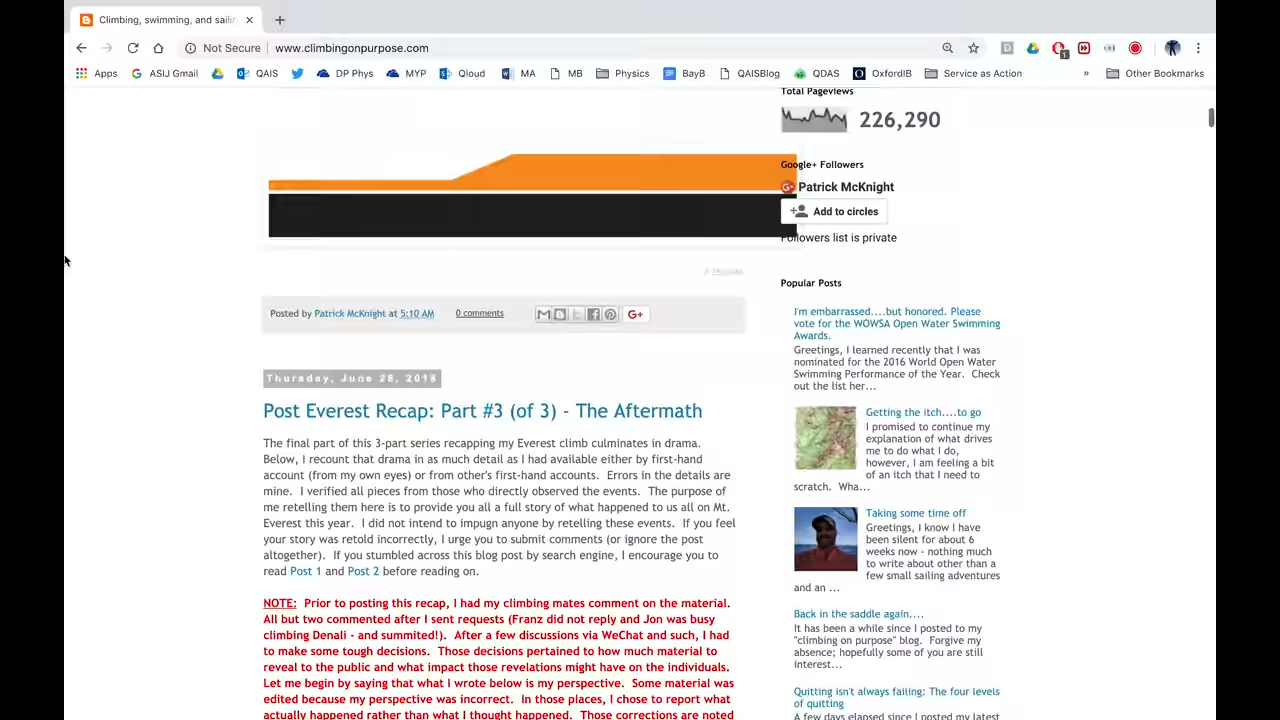 Climbing, swimming, and sailin
Not Secure www.climbingonpurpose.com
1
Apps ASIJ Gmail QAIS DP Phys MYP Qloud MA MB Physics BayB QAISBlog QDAS OxfordIB Service as Action » Other Bookmarks
Total Pageviews
226,290
Google+ Followers
Patrick McKnight
Add to circles
Followers list is private
Posted by Patrick McKnight at 5:10 AM 0 comments
Thursday, June 28, 2018
Post Everest Recap: Part #3 (of 3) - The Aftermath
The final part of this 3-part series recapping my Everest climb culminates in drama.
Below, I recount that drama in as much detail as I had available either by first-hand
account (from my own eyes) or from other's first-hand accounts. Errors in the details are
mine. I verified all pieces from those who directly observed the events. The purpose of
me retelling them here is to provide you all a full story of what happened to us all on Mt.
Everest this year. I did not intend to impugn anyone by retelling these events. If you feel
your story was retold incorrectly, I urge you to submit comments (or ignore the post
altogether). If you stumbled across this blog post by search engine, I encourage you to
read Post 1 and Post 2 before reading on.
NOTE: Prior to posting this recap, I had my climbing mates comment on the material.
All but two commented after I sent requests (Franz did not reply and Jon was busy
climbing Denali - and summited!). After a few discussions via WeChat and such, I had
to make some tough decisions. Those decisions pertained to how much material to
reveal to the public and what impact those revelations might have on the individuals.
Let me begin by saying that what I wrote below is my perspective. Some material was
edited because my perspective was incorrect. In those places, I chose to report what
actually happened rather than what I thought happened. Those corrections are noted
Popular Posts
I'm embarrassed....but honored. Please
vote for the WOWSA Open Water Swimming
Awards.
Greetings, I learned recently that I was
nominated for the 2016 World Open Water
Swimming Performance of the Year. Check
out the list her...
Getting the itch....to go
I promised to continue my
explanation of what drives
me to do what I do,
however, I am feeling a bit
of an itch that I need to
scratch. Wha...
Taking some time off
Greetings, I know I have
been silent for about 6
weeks now - nothing much
to write about other than a
few small sailing adventures
and an ...
Back in the saddle again....
It has been a while since I posted to my
"climbing on purpose" blog. Forgive my
absence; hopefully some of you are still
interest...
Quitting isn't always failing: The four levels
of quitting
A few days elapsed since I posted my latest